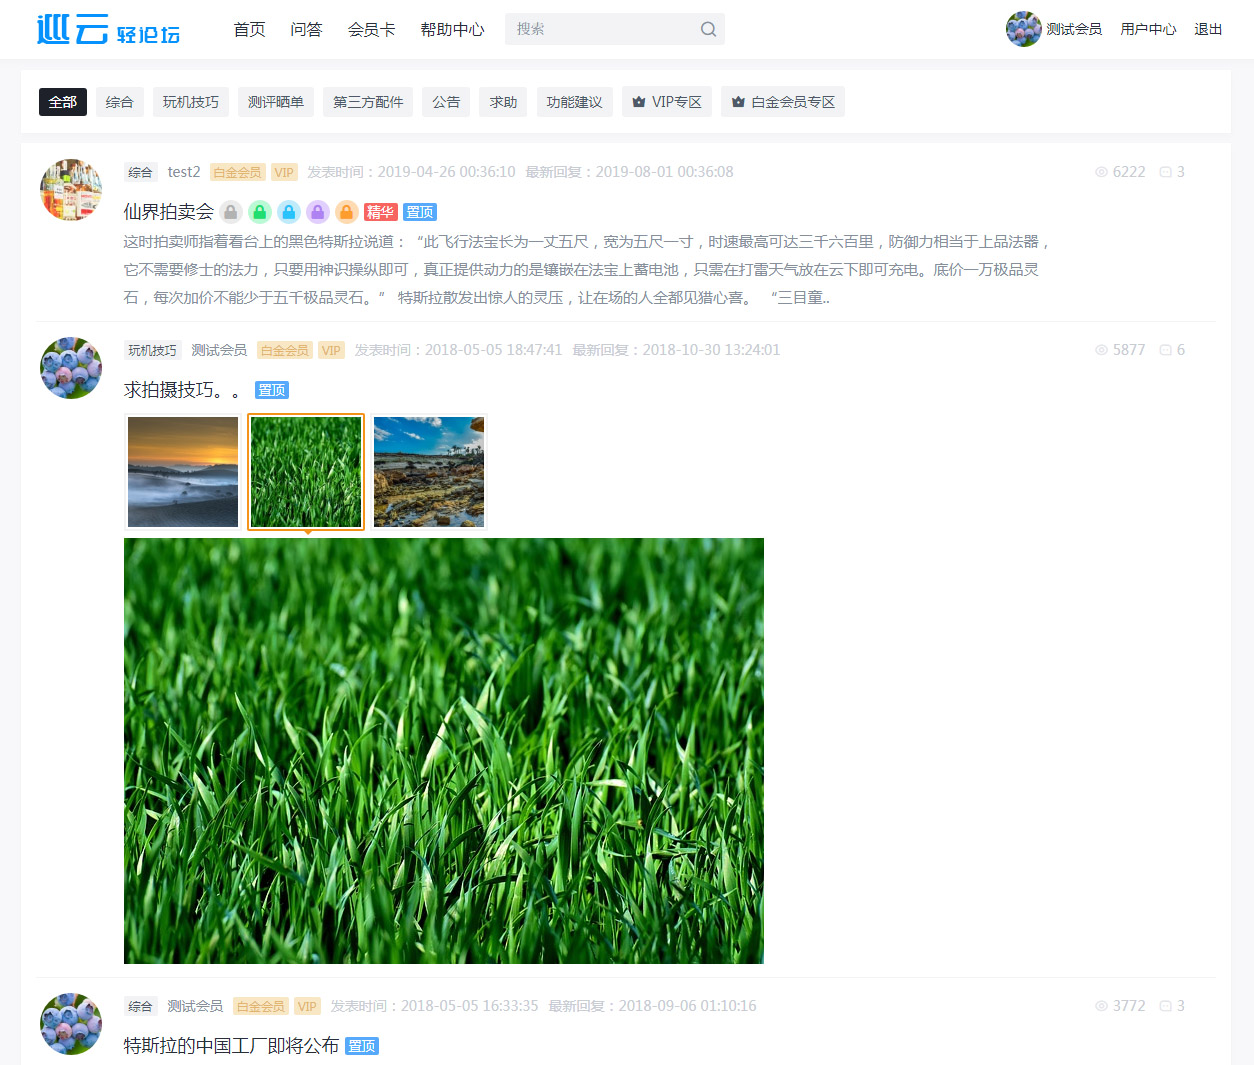 巡云 轻论坛 首页 问答 会员卡 帮助中心 搜索 测试会员 用户中心 退出
全部 综合 玩机技巧 测评晒单 第三方配件 公告 求助 功能建议 VIP专区 白金会员专区
综合 test2 白金会员 VIP 发表时间：2019-04-26 00:36:10 最新回复：2019-08-01 00:36:08 6222 3
仙界拍卖会 精华 置顶
这时拍卖师指着看台上的黑色特斯拉说道：“此飞行法宝长为一丈五尺，宽为五尺一寸，时速最高可达三千六百里，防御力相当于上品法器，
它不需要修士的法力，只要用神识操纵即可，真正提供动力的是镶嵌在法宝上蓄电池，只需在打雷天气放在云下即可充电。底价一万极品灵
石，每次加价不能少于五千极品灵石。” 特斯拉散发出惊人的灵压，让在场的人全都见猎心喜。 “三目童..
玩机技巧 测试会员 白金会员 VIP 发表时间：2018-05-05 18:47:41 最新回复：2018-10-30 13:24:01 5877 6
求拍摄技巧。。 置顶
综合 测试会员 白金会员 VIP 发表时间：2018-05-05 16:33:35 最新回复：2018-09-06 01:10:16 3772 3
特斯拉的中国工厂即将公布 置顶